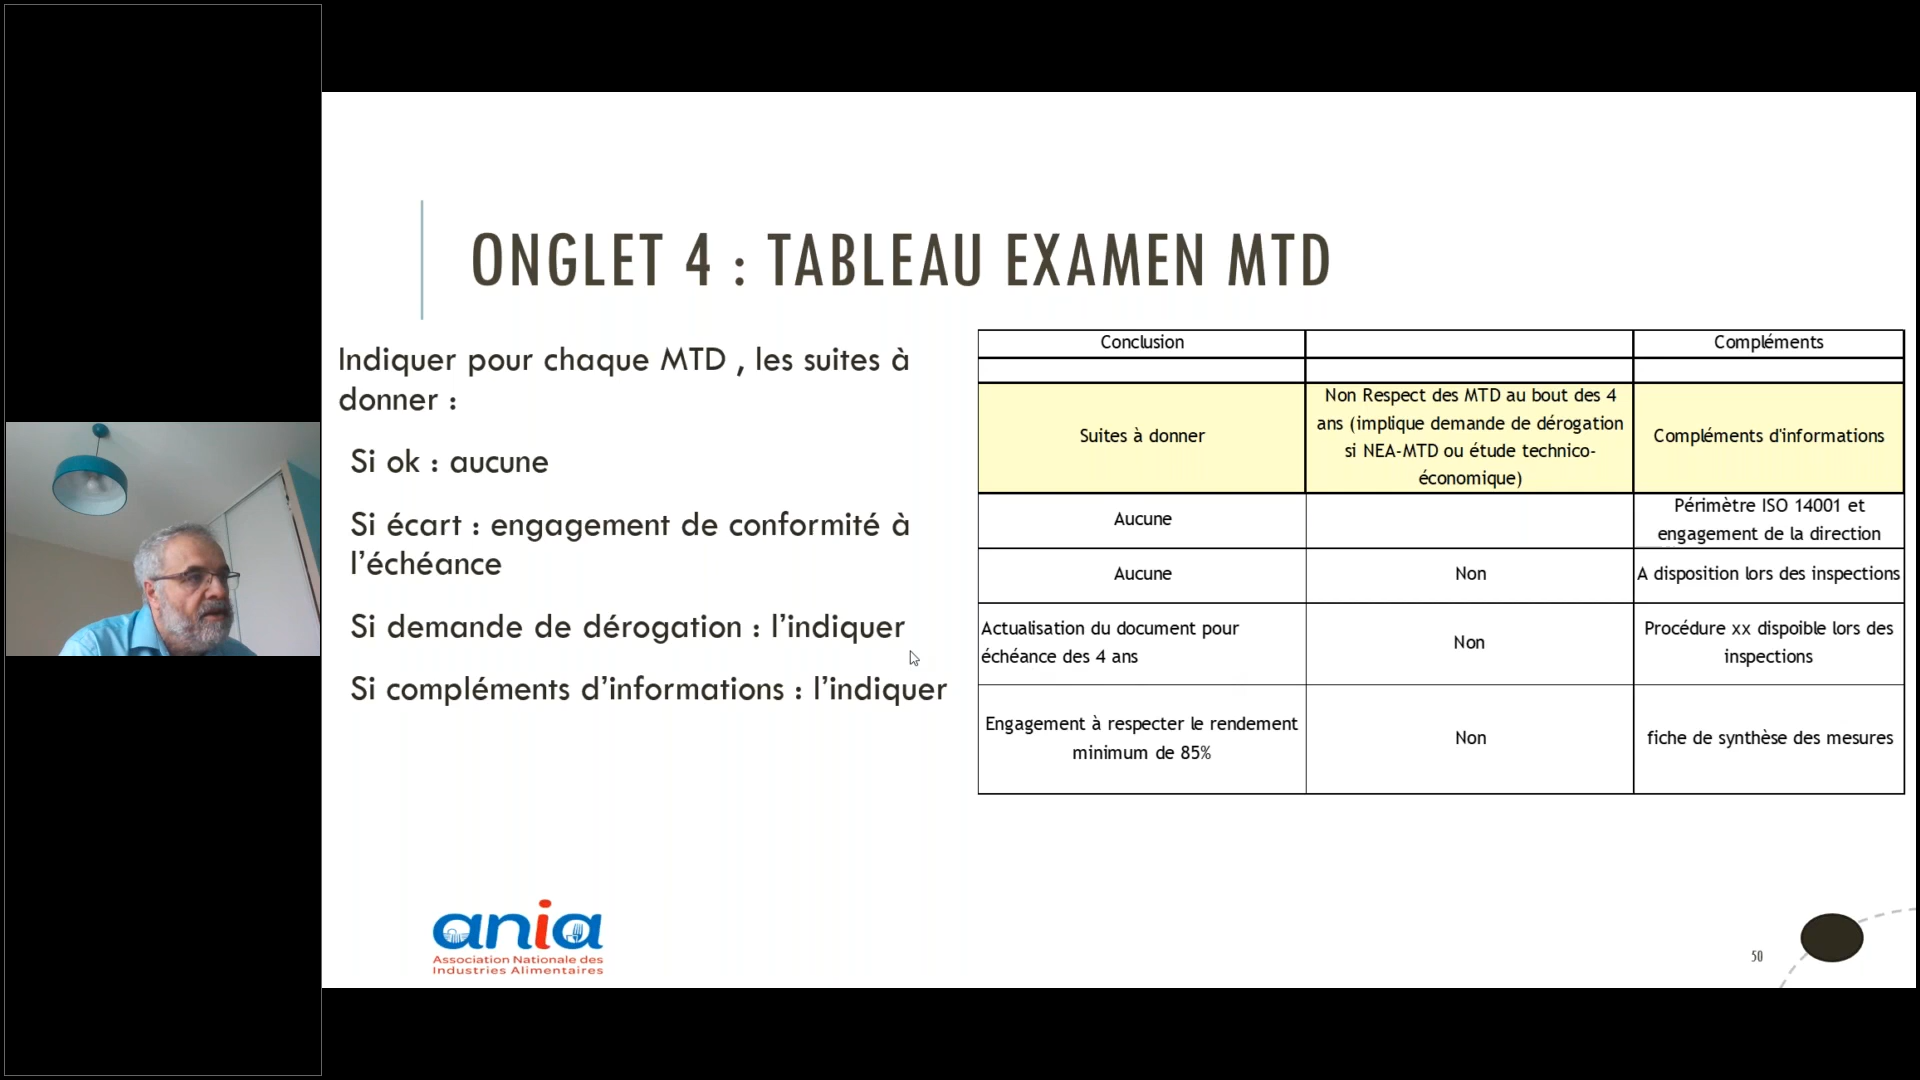 ONGLET 4 : TABLEAU EXAMEN MTD
Indiquer pour chaque MTD , les suites à
donner :
Si ok : aucune
Si écart : engagement de conformité à
l’échéance
Si demande de dérogation : l’indiquer
Si compléments d’informations : l’indiquer
Conclusion
Compléments
Suites à donner
Non Respect des MTD au bout des 4
ans (implique demande de dérogation
si NEA-MTD ou étude technico-
économique)
Compléments d'informations
Aucune
Périmètre ISO 14001 et
engagement de la direction
Aucune
Non
A disposition lors des inspections
Actualisation du document pour
échéance des 4 ans
Non
Procédure xx dispoible lors des
inspections
Engagement à respecter le rendement
minimum de 85%
Non
fiche de synthèse des mesures
ania
Association Nationale des
Industries Alimentaires
50